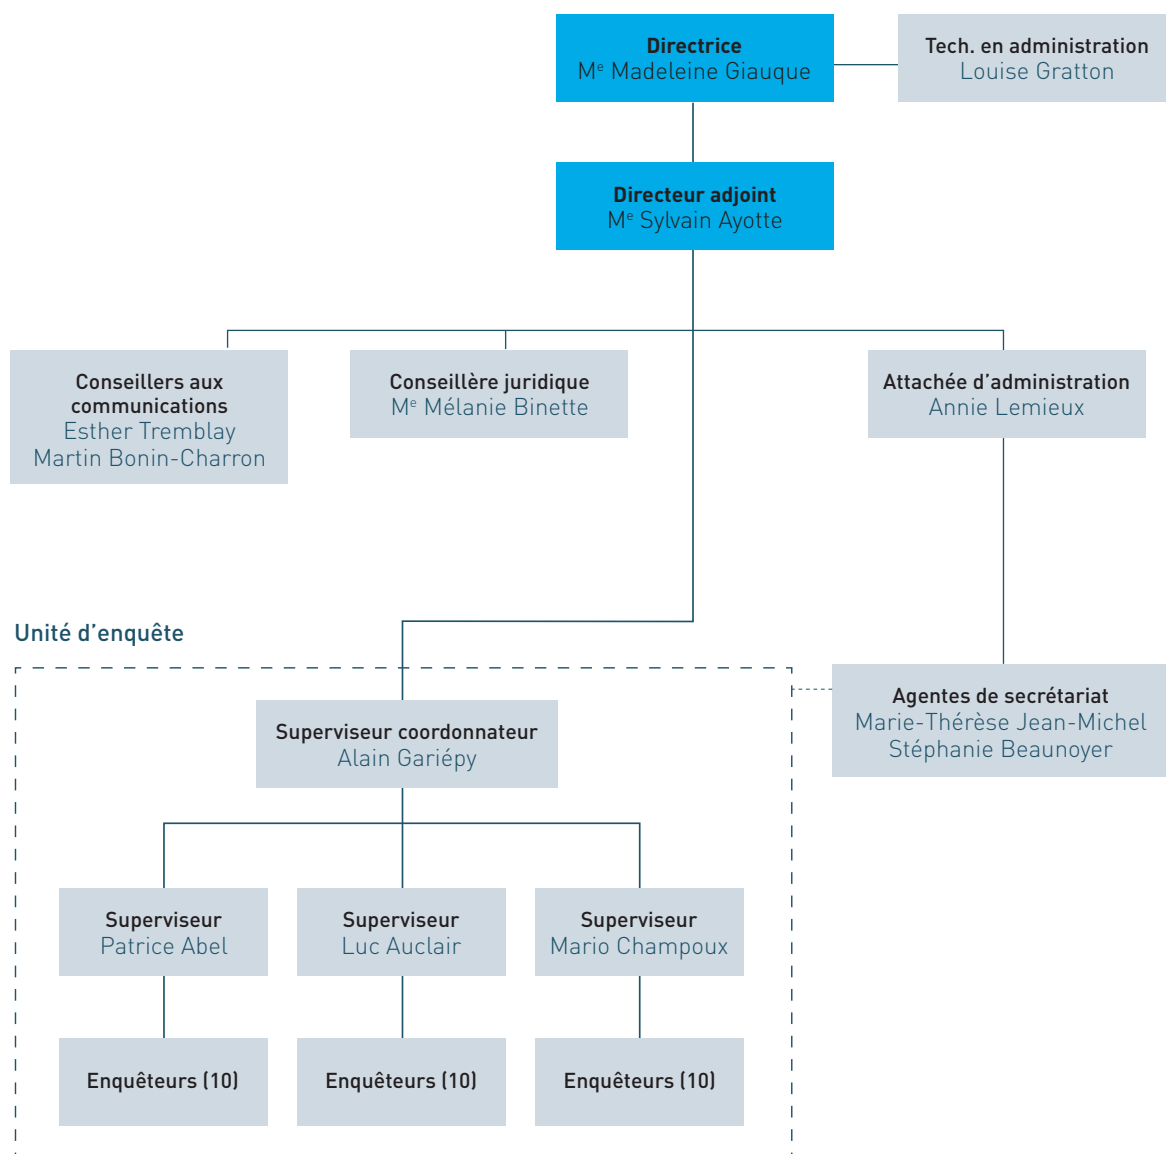 Directrice
Me Madeleine Giauque
Tech. en administration
Louise Gratton
Directeur adjoint
Me Sylvain Ayotte
Conseillers aux
communications
Esther Tremblay
Martin Bonin-Charron
Conseillère juridique
Me Mélanie Binette
Attachée d’administration
Annie Lemieux
Unité d’enquête
Agentes de secrétariat
Marie-Thérèse Jean-Michel
Stéphanie Beaunoyer
Superviseur coordonnateur
Alain Gariépy
Superviseur
Patrice Abel
Superviseur
Luc Auclair
Superviseur
Mario Champoux
Enquêteurs (10)
Enquêteurs (10)
Enquêteurs (10)